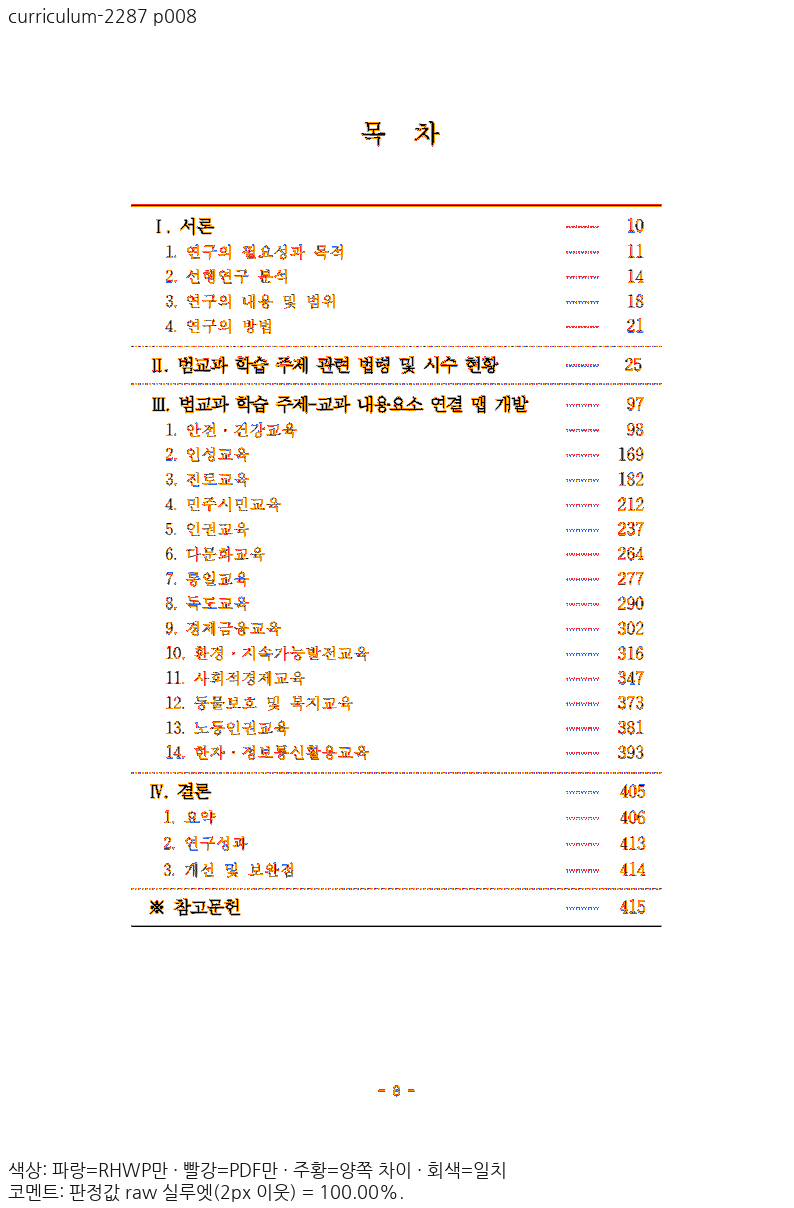 curriculum-2287 p008
목 차
Ⅰ. 서론 ········ 10
1. 연구의 필요성과 목적 ········ 11
2. 선행연구 분석 ········ 14
3. 연구의 내용 및 범위 ········ 18
4. 연구의 방법 ········ 21
Ⅱ. 범교과 학습 주제 관련 법령 및 시수 현황 ········ 25
Ⅲ. 범교과 학습 주제-교과 내용요소 연결 맵 개발 ········ 97
1. 안전·건강교육 ········ 98
2. 인성교육 ········ 169
3. 진로교육 ········ 182
4. 민주시민교육 ········ 212
5. 인권교육 ········ 237
6. 다문화교육 ········ 264
7. 통일교육 ········ 277
8. 독도교육 ········ 290
9. 경제금융교육 ········ 302
10. 환경·지속가능발전교육 ········ 316
11. 사회적경제교육 ········ 347
12. 동물보호 및 복지교육 ········ 373
13. 노동인권교육 ········ 381
14. 한자·정보통신활용교육 ········ 393
Ⅳ. 결론 ········ 405
1. 요약 ········ 406
2. 연구성과 ········ 413
3. 개선 및 보완점 ········ 414
※ 참고문헌 ········ 415
- 8 -
색상: 파랑=RHWP만 · 빨강=PDF만 · 주황=양쪽 차이 · 회색=일치
코멘트: 판정값 raw 실루엣(2px 이웃) = 100.00%.